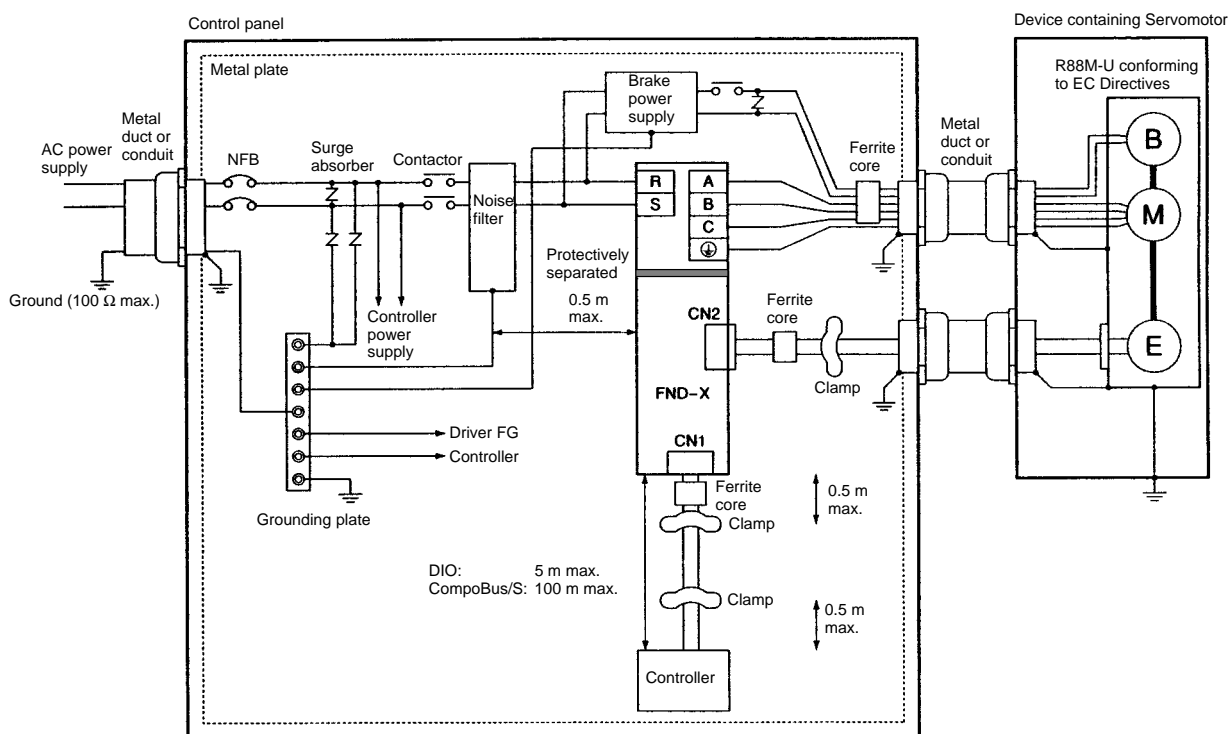 Control panel
Device containing Servomotor
Metal plate
R88M-U conforming
to EC Directives
Brake
power
supply
Metal
duct or
conduit
AC power
supply
NFB
Surge
absorber
Contactor
Noise
filter
Ferrite
core
Metal
duct or
conduit
B
M
E
R
S
A
B
C
Ground (100 Ω max.)
Protectively
separated
0.5 m
max.
Controller
power
supply
CN2
Ferrite
core
Clamp
FND-X
Driver FG
Controller
Grounding plate
CN1
Ferrite
core
Clamp
0.5 m
max.
DIO: 5 m max.
CompoBus/S: 100 m max.
Clamp
0.5 m
max.
Controller